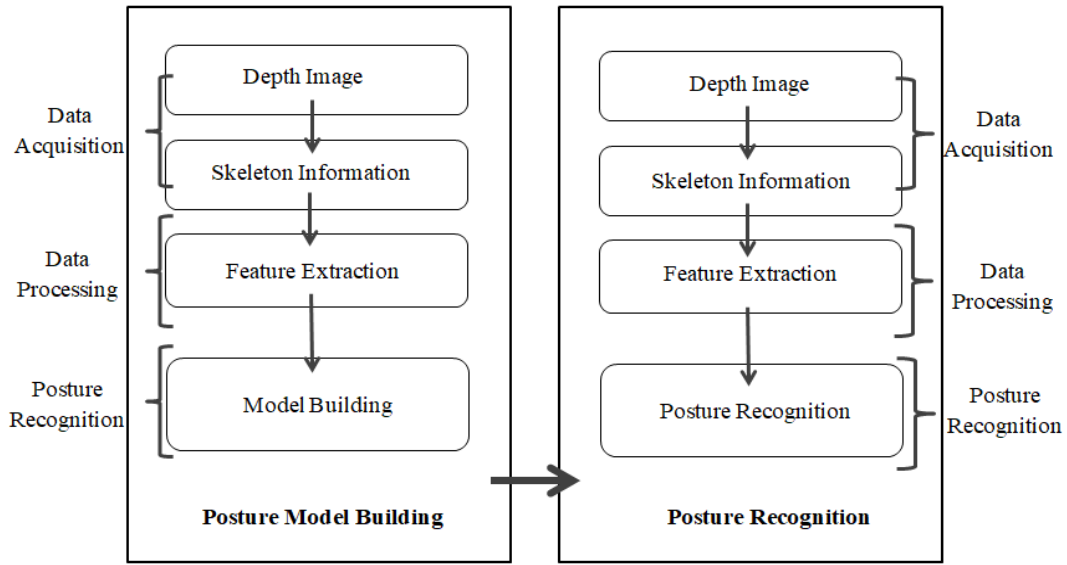 Data
Acquisition
Depth Image
Skeleton Information
Data
Processing
Feature Extraction
Posture
Recognition
Model Building
Posture Model Building
Depth Image
Skeleton Information
Data
Acquisition
Feature Extraction
Data
Processing
Posture Recognition
Posture
Recognition
Posture Recognition